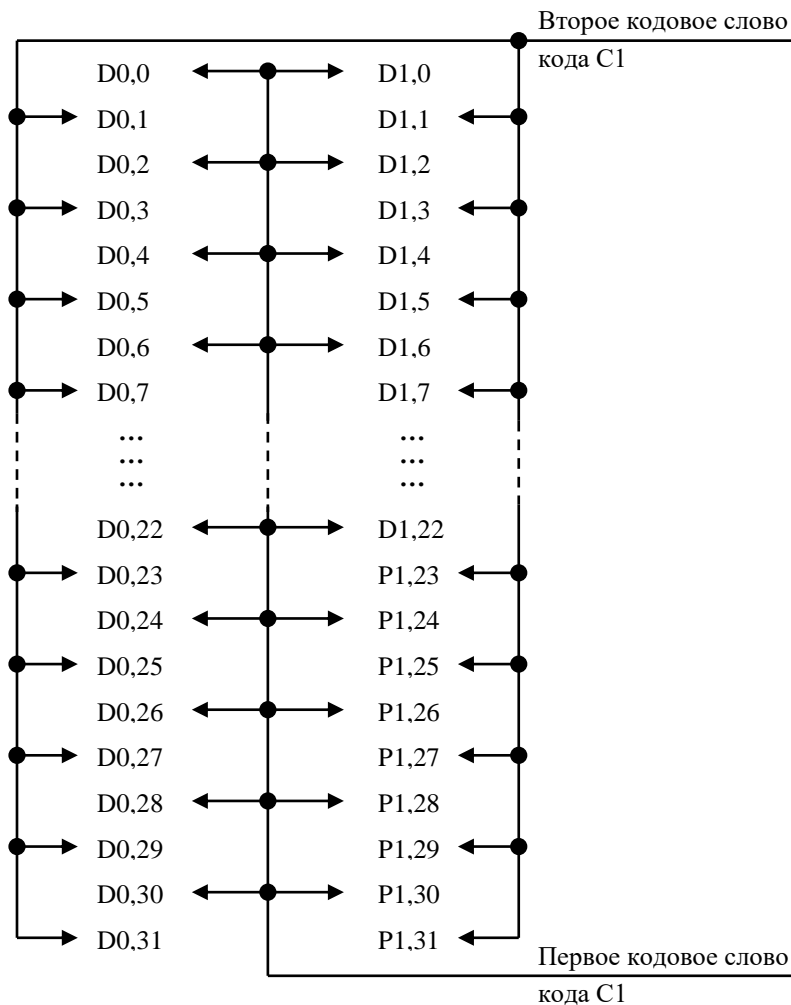 Второе кодовое слово
кода С1
D0,0 D1,0
D0,1 D1,1
D0,2 D1,2
D0,3 D1,3
D0,4 D1,4
D0,5 D1,5
D0,6 D1,6
D0,7 D1,7
... ...
... ...
... ...
D0,22 D1,22
D0,23 P1,23
D0,24 P1,24
D0,25 P1,25
D0,26 P1,26
D0,27 P1,27
D0,28 P1,28
D0,29 P1,29
D0,30 P1,30
D0,31 P1,31
Первое кодовое слово
кода С1